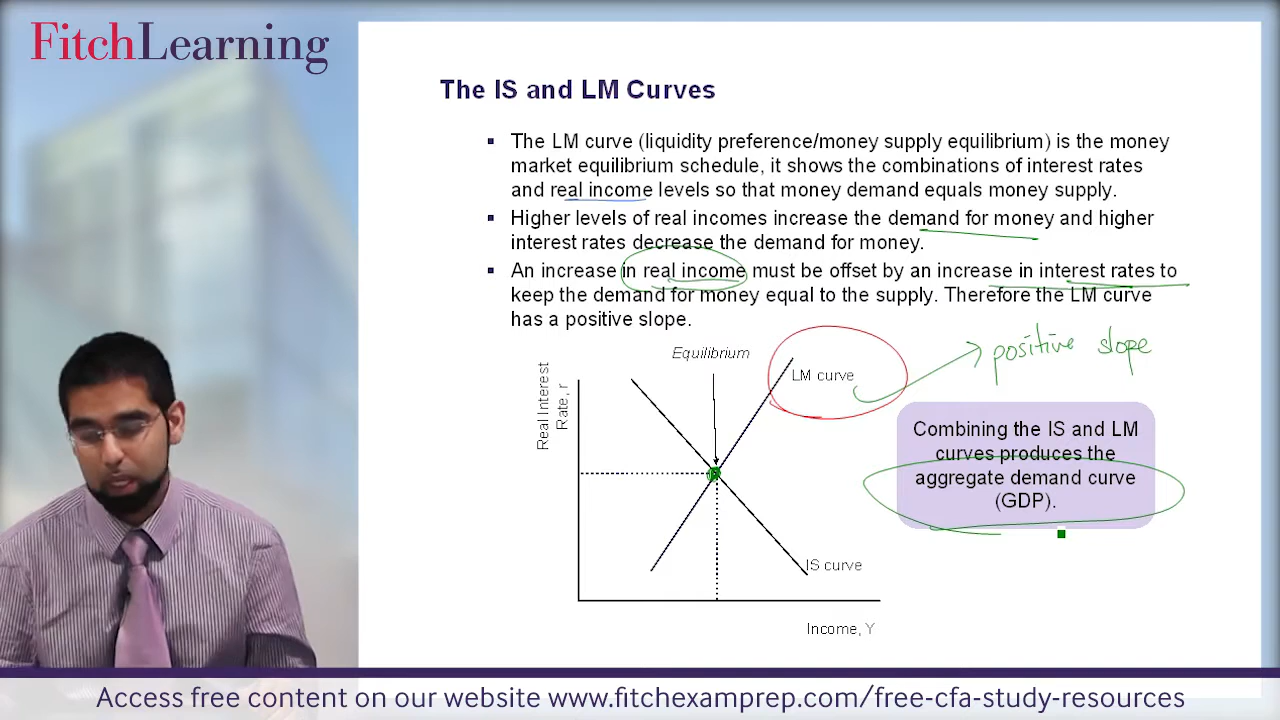 FitchLearning
The IS and LM Curves
▪ The LM curve (liquidity preference/money supply equilibrium) is the money
market equilibrium schedule, it shows the combinations of interest rates
and real income levels so that money demand equals money supply.
▪ Higher levels of real incomes increase the demand for money and higher
interest rates decrease the demand for money.
▪ An increase in real income must be offset by an increase in interest rates to
keep the demand for money equal to the supply. Therefore the LM curve
has a positive slope.
positive slope
Equilibrium
LM curve
Real Interest
Rate, r
Combining the IS and LM
curves produces the
aggregate demand curve
(GDP).
IS curve
Income, Y
Access free content on our website www.fitchexamprep.com/free-cfa-study-resources